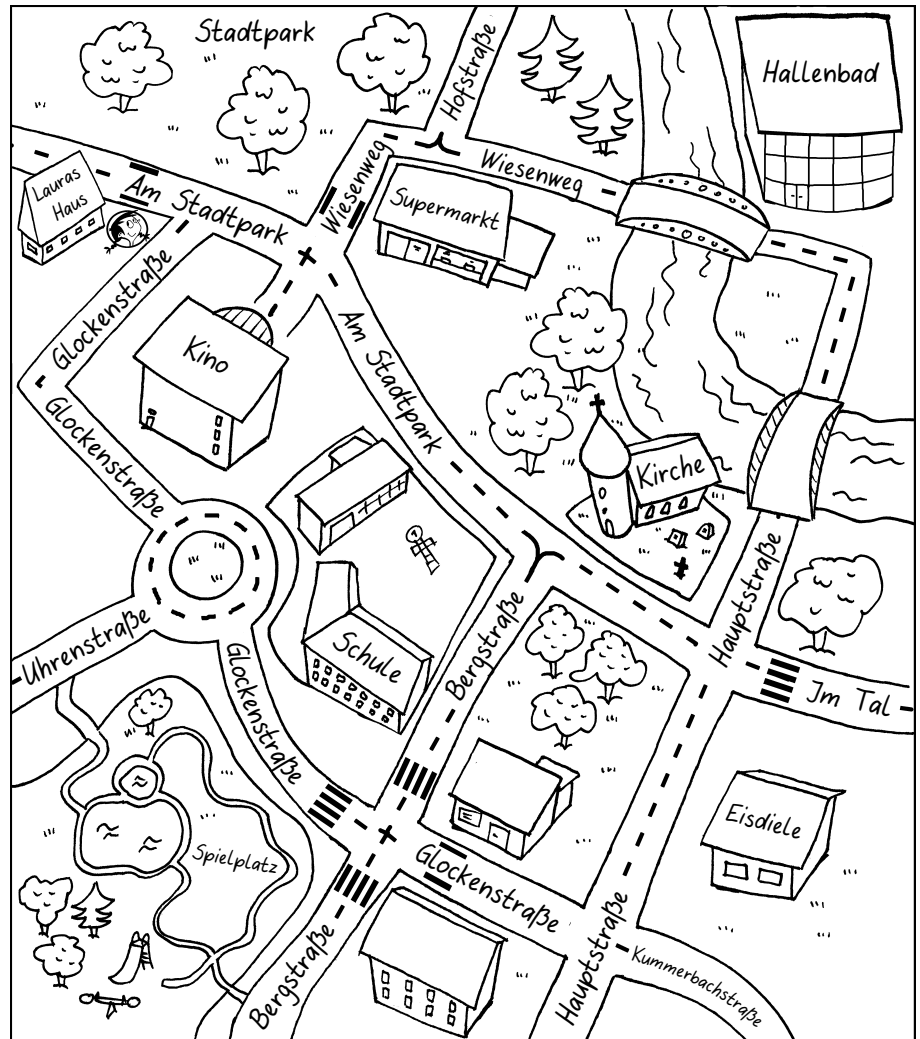 Stadtpark
Hofstraße
Hallenbad
Wiesenweg
Wiesenweg
Lauras
Haus
Am Stadtpark
Supermarkt
Glockenstraße
Kino
Am Stadtpark
Glockenstraße
Kirche
Hauptstraße
Uhrenstraße
Schule
Bergstraße
Glockenstraße
Jm Tal
Eisdiele
Spielplatz
Glockenstraße
Bergstraße
Hauptstraße
Kummerbachstraße